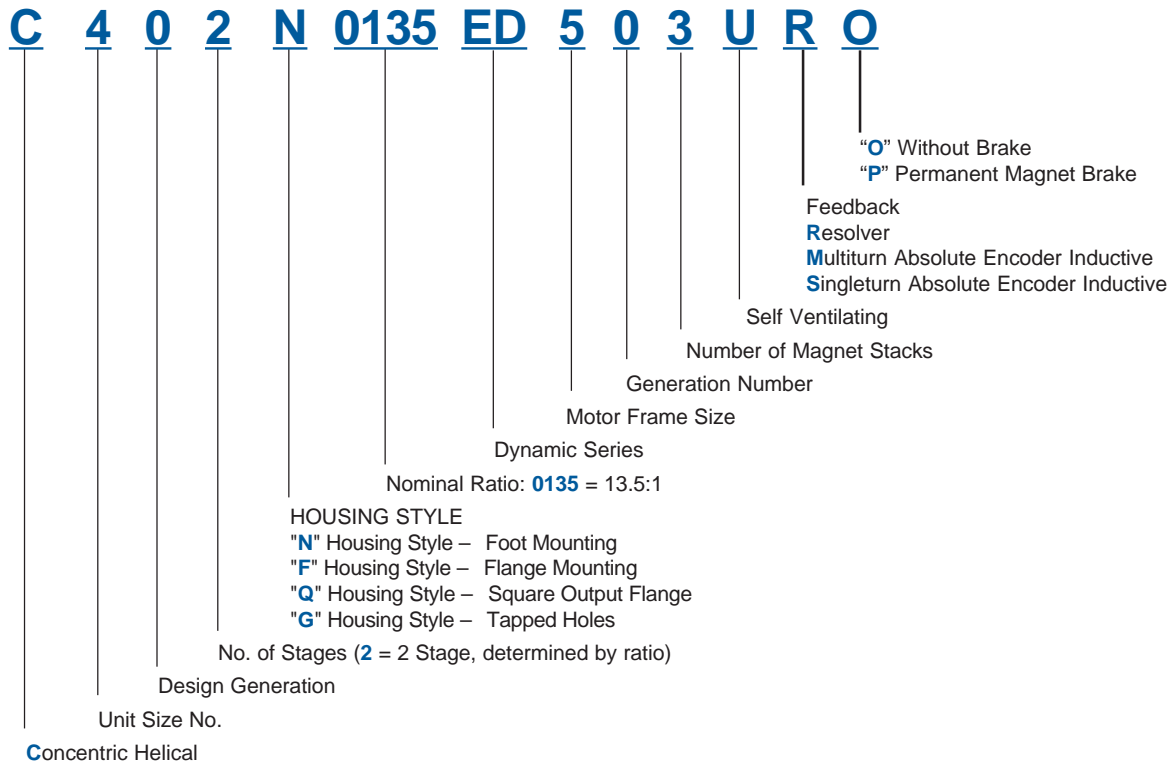 C 4 0 2 N 0135 ED 5 0 3 U R O
“O” Without Brake
“P” Permanent Magnet Brake
Feedback
Resolver
Multiturn Absolute Encoder Inductive
Singleturn Absolute Encoder Inductive
Self Ventilating
Number of Magnet Stacks
Generation Number
Motor Frame Size
Dynamic Series
Nominal Ratio: 0135 = 13.5:1
HOUSING STYLE
"N" Housing Style – Foot Mounting
"F" Housing Style – Flange Mounting
"Q" Housing Style – Square Output Flange
"G" Housing Style – Tapped Holes
No. of Stages (2 = 2 Stage, determined by ratio)
Design Generation
Unit Size No.
Concentric Helical